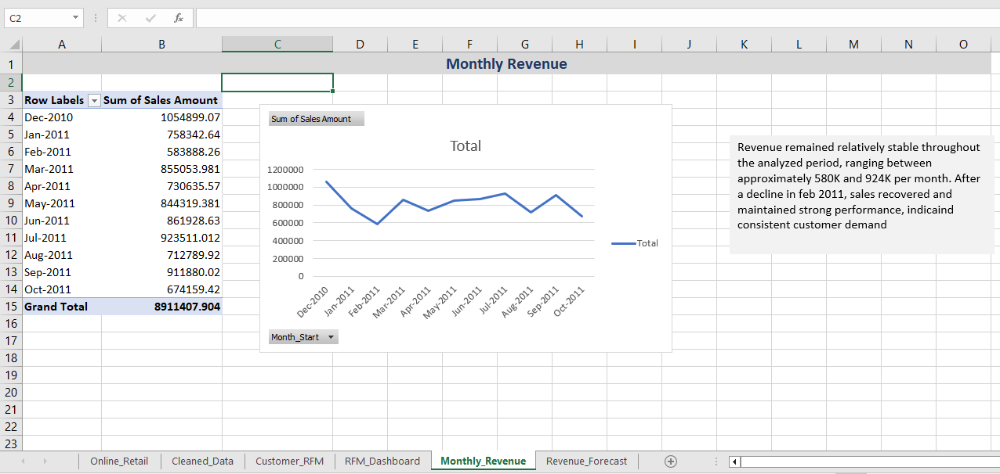 C2
fx
A B C D E F G H I J K L M N O
1 Monthly Revenue
2
3 Row Labels Sum of Sales Amount
4 Dec-2010 1054899.07
5 Jan-2011 758342.64
6 Feb-2011 583888.26
7 Mar-2011 855053.981
8 Apr-2011 730635.57
9 May-2011 844319.381
10 Jun-2011 861928.63
11 Jul-2011 923511.012
12 Aug-2011 712789.92
13 Sep-2011 911880.02
14 Oct-2011 674159.42
15 Grand Total 8911407.904
16
17
18
19
20
21
22
23
Sum of Sales Amount
Total
1200000
1000000
800000
600000
400000
200000
0
Dec-2010 Jan-2011 Feb-2011 Mar-2011 Apr-2011 May-2011 Jun-2011 Jul-2011 Aug-2011 Sep-2011 Oct-2011
Total
Month_Start
Revenue remained relatively stable throughout
the analyzed period, ranging between
approximately 580K and 924K per month. After
a decline in feb 2011, sales recovered and
maintained strong performance, indicaind
consistent customer demand
Online_Retail Cleaned_Data Customer_RFM RFM_Dashboard Monthly_Revenue Revenue_Forecast